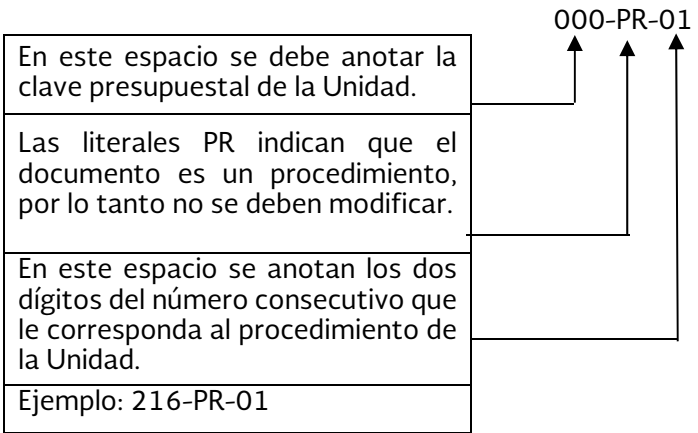 000-PR-01
En este espacio se debe anotar la
clave presupuestal de la Unidad.
Las literales PR indican que el
documento es un procedimiento,
por lo tanto no se deben modificar.
En este espacio se anotan los dos
dígitos del número consecutivo que
le corresponda al procedimiento de
la Unidad.
Ejemplo: 216-PR-01